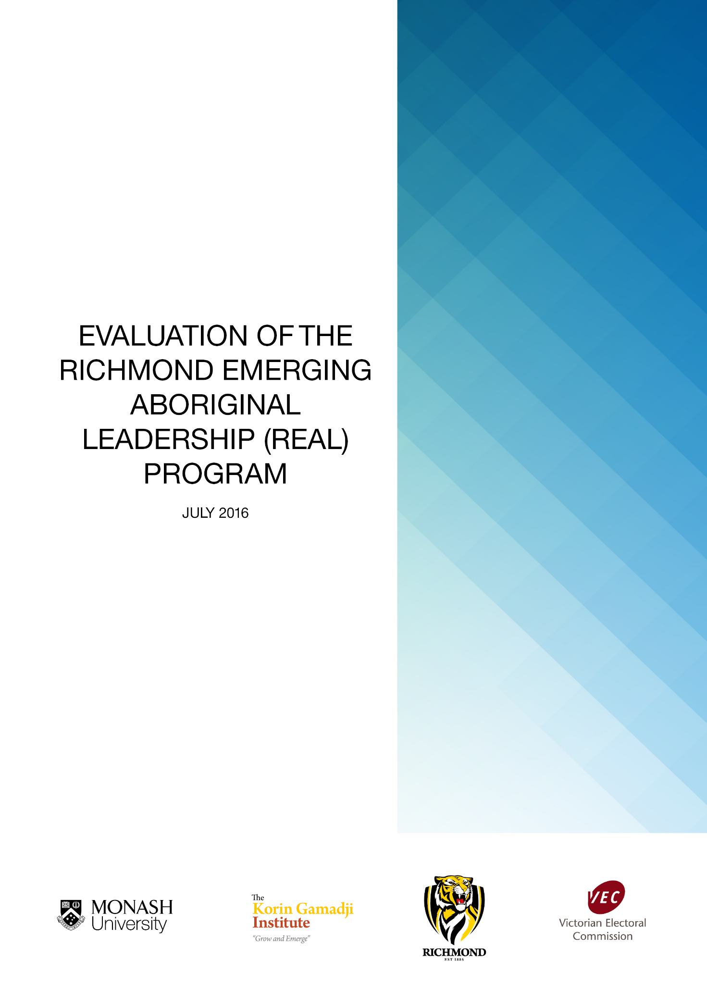 EVALUATION OF THE
RICHMOND EMERGING
ABORIGINAL
LEADERSHIP (REAL)
PROGRAM
JULY 2016
MONASH
University
The
Korin Gamadji
Institute
“Grow and Emerge”
RICHMOND
EST 1885
VEC
Victorian Electoral
Commission